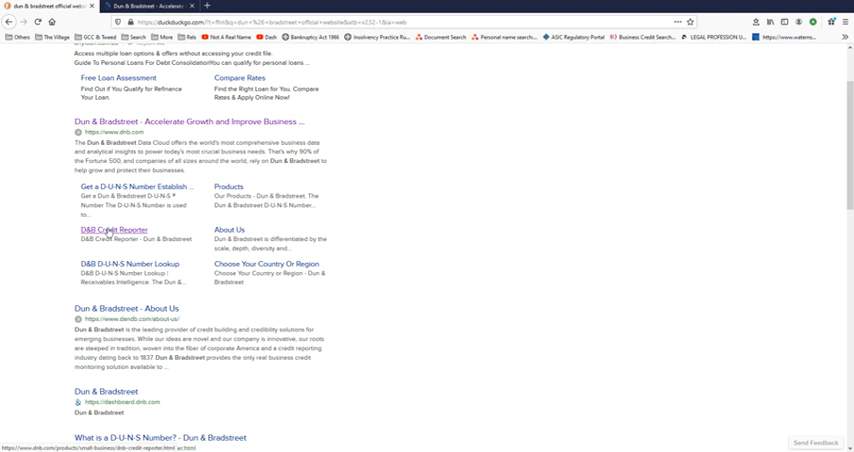 dun & bradstreet official webs
Dun & Bradstreet - Duckduck
https://duckduckgo.com/?t=ffht&q=dun+%26+bradstreet+official+website&atb=v232-1&ia=web
Others
The Village
GCC & Tweed
Search
More
Rels
Not A Real Name
Dash
Bankruptcy Act 1966
Insolvency Practice Ru...
Document Search
Personal name search...
ASIC Regulatory Portal
Business Credit Search...
LEGAL PROFESSION U...
https://www.waterns...
Access multiple loan options & offers without accessing your credit file.
Guide To Personal Loans For Debt ConsolidationYou can qualify for personal loans ...
Free Loan Assessment
Find Out if You Qualify for Refinance
Your Loan.
Compare Rates
Find the Right Loan for You. Compare
Rates & Apply Online Now!
Dun & Bradstreet - Accelerate Growth and Improve Business ...
https://www.dnb.com
The Dun & Bradstreet Data Cloud offers the world's most comprehensive business data
and analytical insights to power today's most crucial business needs. That's why 90% of
the Fortune 500, and companies of all sizes around the world, rely on Dun & Bradstreet to
help grow and protect their businesses.
Get a D-U-N-S Number Establish ...
Get a Dun & Bradstreet D-U-N-S ®
Number The D-U-N-S Number is used
to...
Products
Our Products - Dun & Bradstreet. The
Dun & Bradstreet D-U-N-S Number...
D&B Credit Reporter
D&B Credit Reporter - Dun & Bradstreet
About Us
Dun & Bradstreet is differentiated by the
scale, depth, diversity and...
D&B D-U-N-S Number Lookup
D&B D-U-N-S Number Lookup |
Receivables Intelligence. The Dun &...
Choose Your Country Or Region
Choose Your Country or Region - Dun &
Bradstreet
Dun & Bradstreet - About Us
https://www.dandb.com/about-us/
Dun & Bradstreet is the leading provider of credit building and credibility solutions for
emerging businesses. While our ideas are novel and our company is innovative, our roots
are steeped in tradition, woven into the fiber of corporate America and a credit reporting
industry dating back to 1837. Dun & Bradstreet provides the only real business credit
monitoring solution available to ...
Dun & Bradstreet
https://dashboard.dnb.com
Dun & Bradstreet
What is a D-U-N-S Number? - Dun & Bradstreet
https://www.dnb.com/products/small-business/dnb-credit-reporter.html
Send Feedback